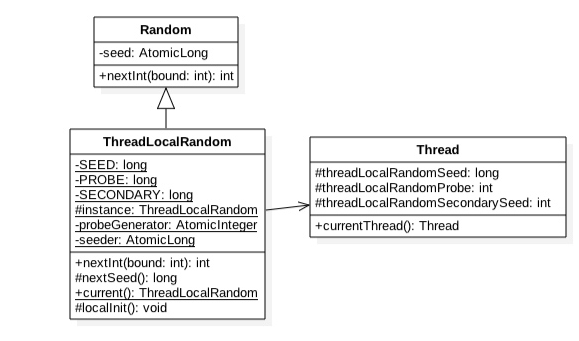 Random
-seed: AtomicLong
+nextInt(bound: int): int
ThreadLocalRandom
-SEED: long
-PROBE: long
-SECONDARY: long
#instance: ThreadLocalRandom
-probeGenerator: AtomicInteger
-seeder: AtomicLong
+nextInt(bound: int): int
#nextSeed(): long
+current(): ThreadLocalRandom
#localInit(): void
Thread
#threadLocalRandomSeed: long
#threadLocalRandomProbe: int
#threadLocalRandomSecondarySeed: int
+currentThread(): Thread